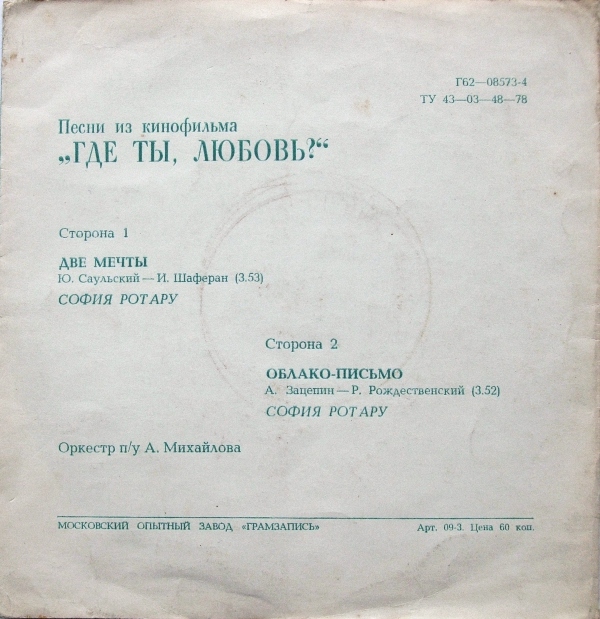 Г62—08573-4
ТУ 43—03—48—78
Песни из кинофильма
„ГДЕ ТЫ, ЛЮБОВЬ?“
Сторона 1
ДВЕ МЕЧТЫ
Ю. Саульский — И. Шаферан (3.53)
СОФИЯ РОТАРУ
Сторона 2
ОБЛАКО-ПИСЬМО
А. Зацепин — Р. Рождественский (3.52)
СОФИЯ РОТАРУ
Оркестр п/у А. Михайлова
МОСКОВСКИЙ ОПЫТНЫЙ ЗАВОД «ГРАМЗАПИСЬ»
Арт. 09-3. Цена 60 коп.